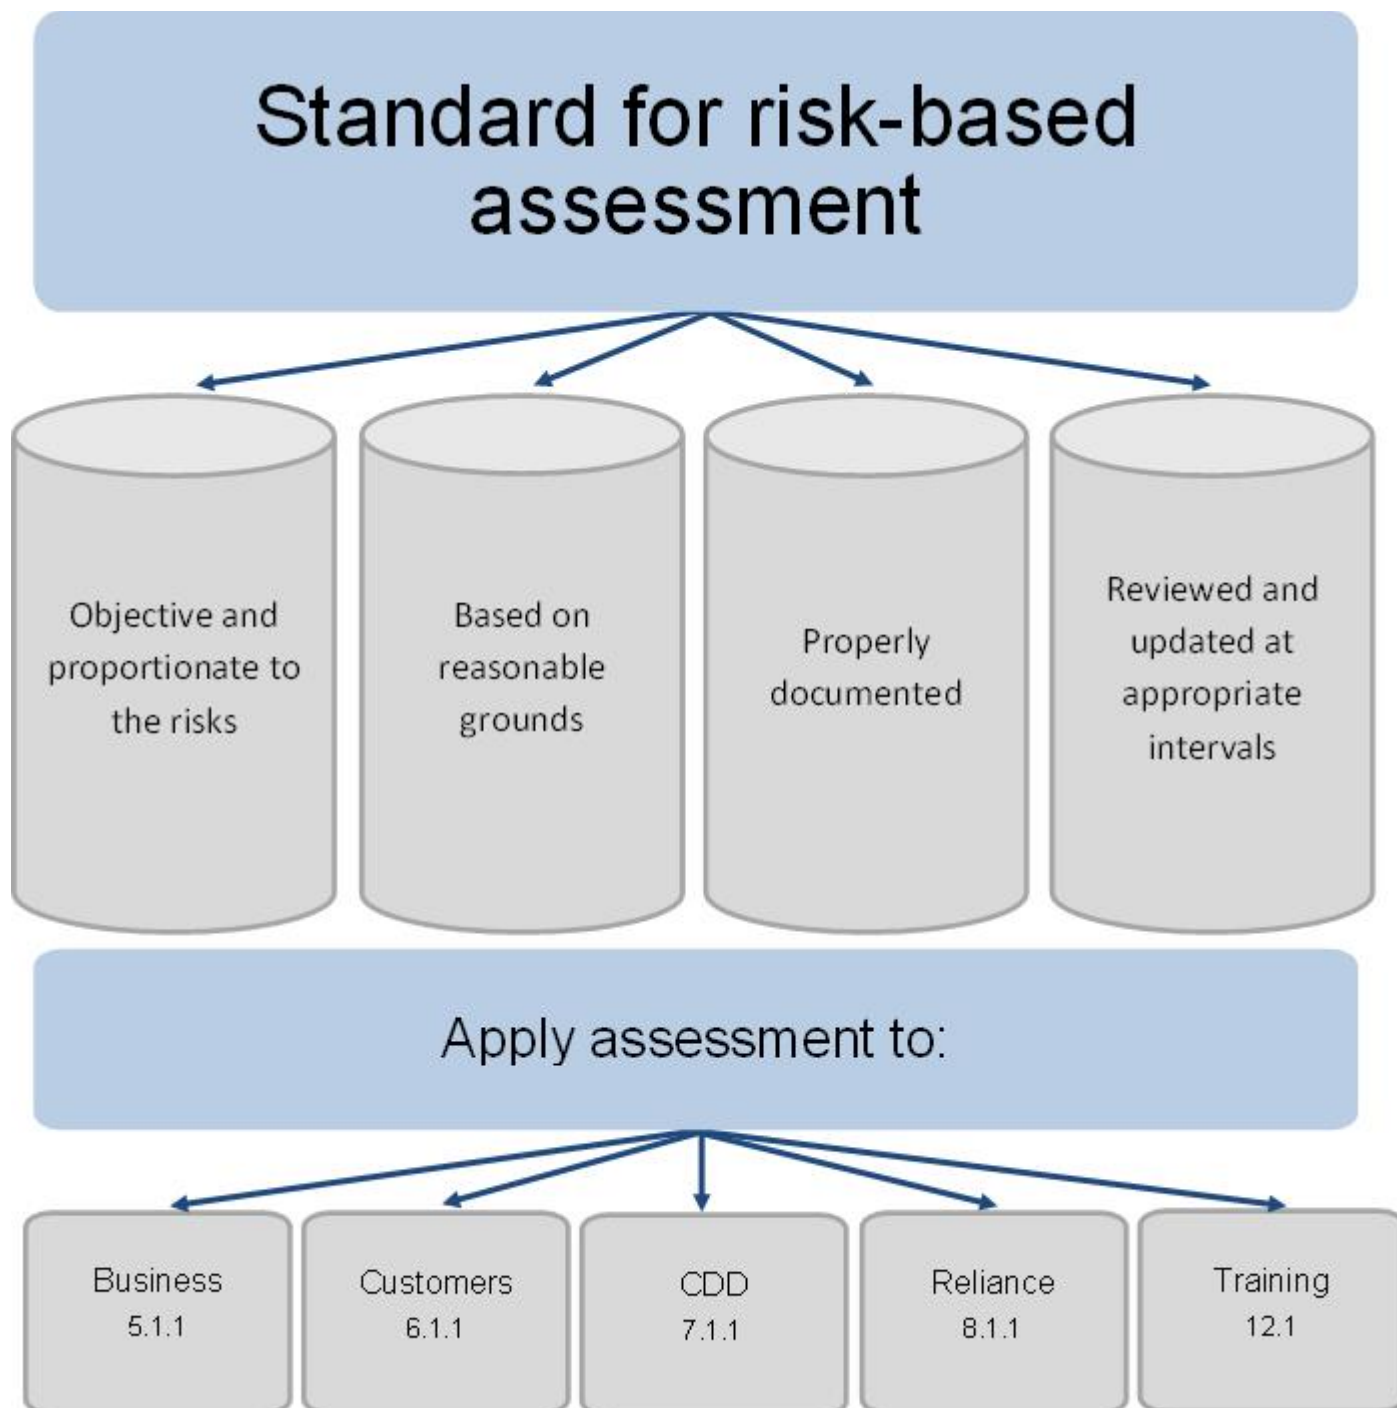 Standard for risk-based
assessment
Objective and
proportionate to
the risks
Based on
reasonable
grounds
Properly
documented
Reviewed and
updated at
appropriate
intervals
Apply assessment to:
Business
5.1.1
Customers
6.1.1
CDD
7.1.1
Reliance
8.1.1
Training
12.1